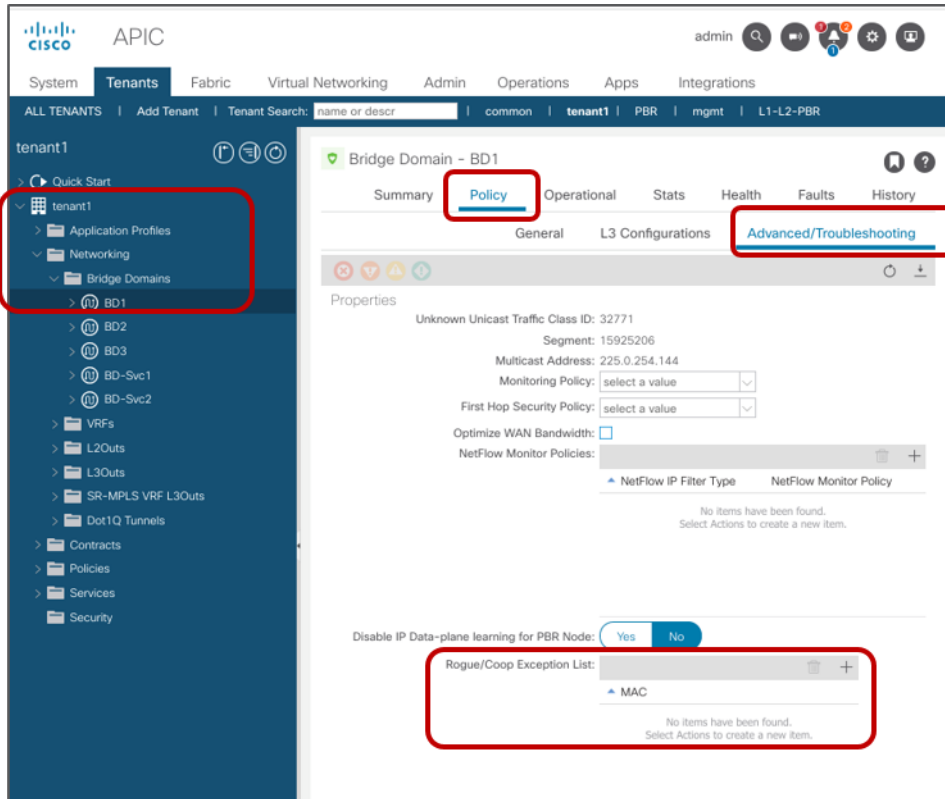 CISCO APIC admin 1 2 1
System Tenants Fabric Virtual Networking Admin Operations Apps Integrations
ALL TENANTS | Add Tenant | Tenant Search: name or descr | common | tenant1 | PBR | mgmt | L1-L2-PBR
tenant1
Quick Start
tenant1
Application Profiles
Networking
Bridge Domains
BD1
BD2
BD3
BD-Svc1
BD-Svc2
VRFs
L2Outs
L3Outs
SR-MPLS VRF L3Outs
Dot1Q Tunnels
Contracts
Policies
Services
Security
Bridge Domain - BD1
Summary Policy Operational Stats Health Faults History
General L3 Configurations Advanced/Troubleshooting
Properties
Unknown Unicast Traffic Class ID: 32771
Segment: 15925206
Multicast Address: 225.0.254.144
Monitoring Policy: select a value
First Hop Security Policy: select a value
Optimize WAN Bandwidth:
NetFlow Monitor Policies:
NetFlow IP Filter Type NetFlow Monitor Policy
No items have been found.
Select Actions to create a new item.
Disable IP Data-plane learning for PBR Node: Yes No
Rogue/Coop Exception List:
MAC
No items have been found.
Select Actions to create a new item.